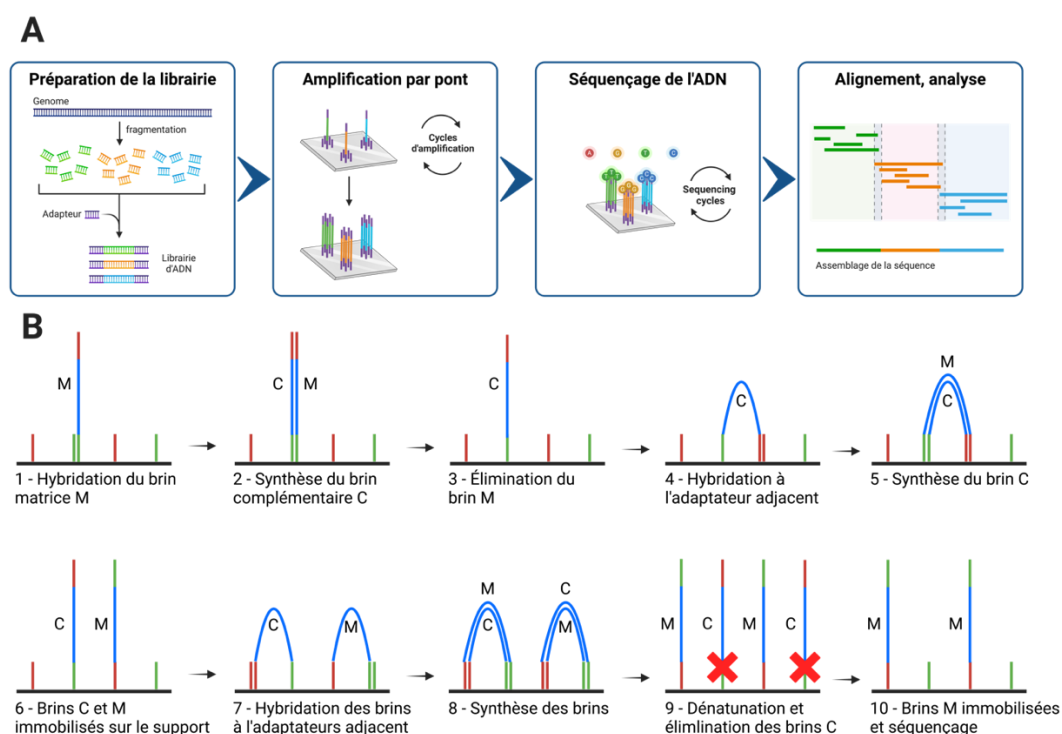 A
Préparation de la librairie
Genome
fragmentation
Adapteur
Librairie
d'ADN
Amplification par pont
Cycles
d'amplification
Séquençage de l'ADN
A
G
T
C
Sequencing
cycles
Alignement, analyse
Assemblage de la séquence
B
M
1 - Hybridation du brin
matrice M
C M
2 - Synthèse du brin
complémentaire C
C
3 - Élimination du
brin M
C
4 - Hybridation à
l'adaptateur adjacent
M
C
5 - Synthèse du brin C
C M
6 - Brins C et M
immobilisés sur le support
C M
7 - Hybridation des brins
à l'adaptateurs adjacent
M C
C M
8 - Synthèse des brins
M C M C
9 - Dénatunation et
élimlination des brins C
M M
10 - Brins M immobilisées
et séquençage